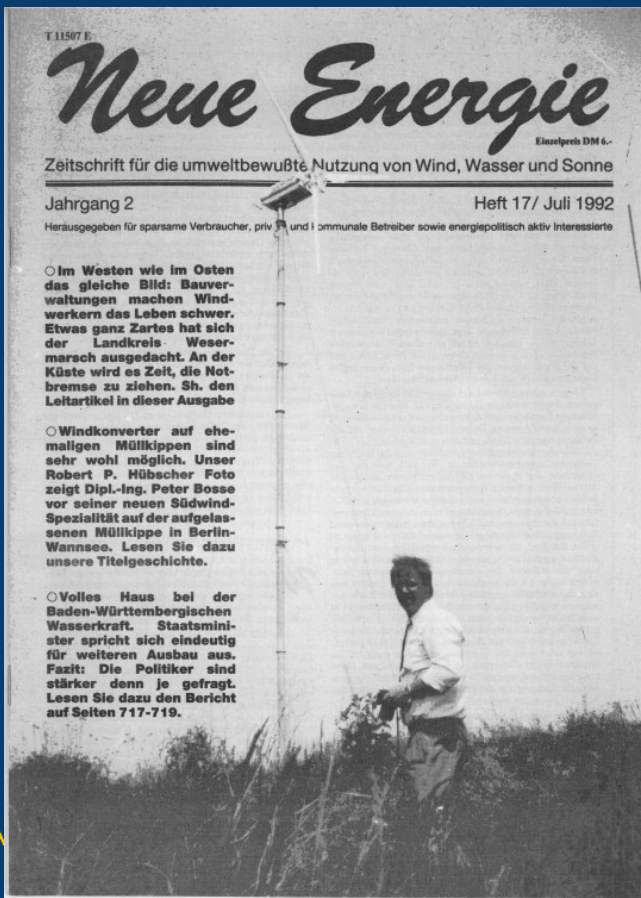 T 11507 E
Neue Energie
Einzelpreis DM 6.-
Zeitschrift für die umweltbewußte Nutzung von Wind, Wasser und Sonne
Jahrgang 2 Heft 17/ Juli 1992
Herausgegeben für sparsame Verbraucher, und kommunale Betreiber sowie energiepolitisch aktiv Interessierte
○Im Westen wie im Osten
das gleiche Bild: Bauver-
waltungen machen Wind-
werkern das Leben schwer.
Etwas ganz Zartes hat sich
der Landkreis Weser-
marsch ausgedacht. An der
Küste wird es Zeit, die Not-
bremse zu ziehen. Sh. den
Leitartikel in dieser Ausgabe
○Windkonverter auf ehe-
maligen Müllkippen sind
sehr wohl möglich. Unser
Robert P. Hübscher Foto
zeigt Dipl.-Ing. Peter Bosse
vor seiner neuen Südwind-
Spezialität auf der aufgelas-
senen Müllkippe in Berlin-
Wannsee. Lesen Sie dazu
unsere Titelgeschichte.
○Volles Haus bei der
Baden-Württembergischen
Wasserkraft. Staatsmini-
ster spricht sich eindeutig
für weiteren Ausbau aus.
Fazit: Die Politiker sind
stärker denn je gefragt.
Lesen Sie dazu den Bericht
auf Seiten 717-719.